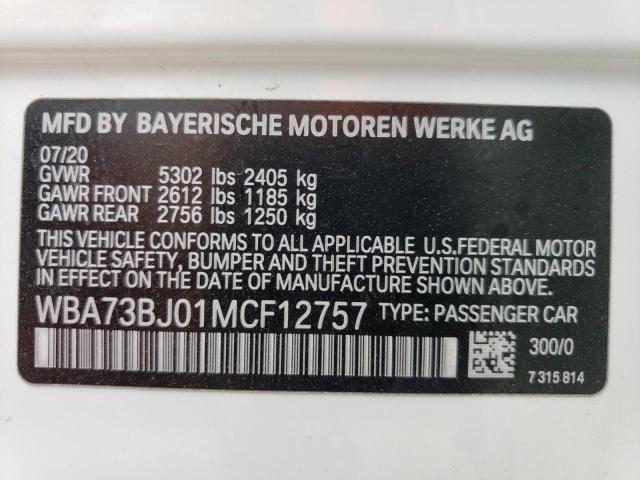 MFD BY BAYERISCHE MOTOREN WERKE AG
07/20
GVWR 5302 lbs 2405 kg
GAWR FRONT 2612 lbs 1185 kg
GAWR REAR 2756 lbs 1250 kg
THIS VEHICLE CONFORMS TO ALL APPLICABLE U.S.FEDERAL MOTOR
VEHICLE SAFETY, BUMPER AND THEFT PREVENTION STANDARDS
IN EFFECT ON THE DATE OF MANUFACTURE SHOWN ABOVE.
WBA73BJ01MCF12757 TYPE: PASSENGER CAR
300/0
7 315 814